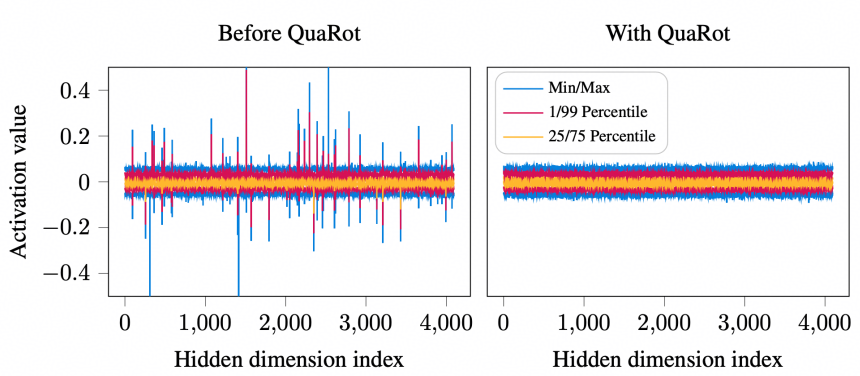 Before QuaRot
With QuaRot
Activation value
0.4
0.2
0
−0.2
−0.4
Min/Max
1/99 Percentile
25/75 Percentile
0 1,000 2,000 3,000 4,000
0 1,000 2,000 3,000 4,000
Hidden dimension index
Hidden dimension index